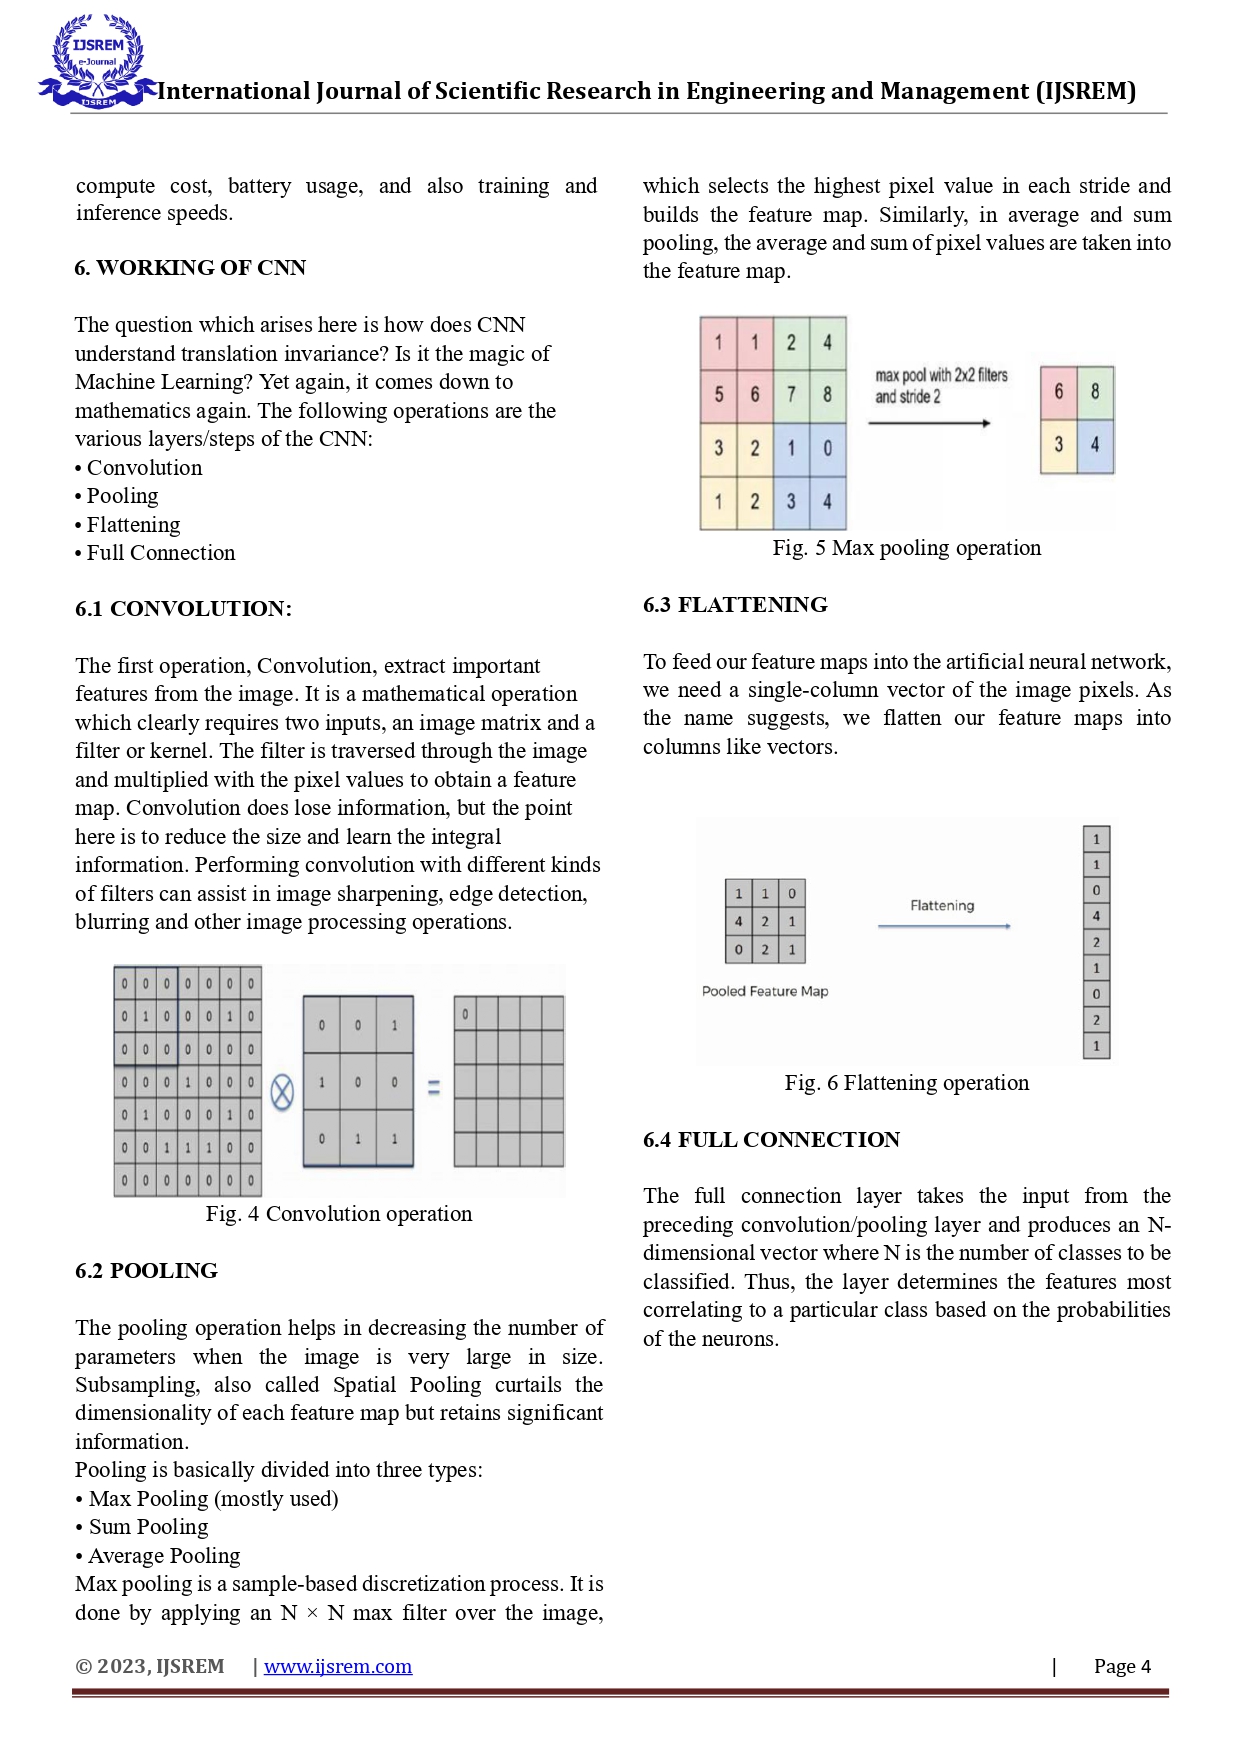 IJSREM
e-Journal
IJSREM
International Journal of Scientific Research in Engineering and Management (IJSREM)
compute cost, battery usage, and also training and
inference speeds.
6. WORKING OF CNN
The question which arises here is how does CNN
understand translation invariance? Is it the magic of
Machine Learning? Yet again, it comes down to
mathematics again. The following operations are the
various layers/steps of the CNN:
• Convolution
• Pooling
• Flattening
• Full Connection
6.1 CONVOLUTION:
The first operation, Convolution, extract important
features from the image. It is a mathematical operation
which clearly requires two inputs, an image matrix and a
filter or kernel. The filter is traversed through the image
and multiplied with the pixel values to obtain a feature
map. Convolution does lose information, but the point
here is to reduce the size and learn the integral
information. Performing convolution with different kinds
of filters can assist in image sharpening, edge detection,
blurring and other image processing operations.
0 0 0 0 0 0 0
0 1 0 0 0 1 0
0 0 0 0 0 0 0
0 0 0 1 0 0 0
0 1 0 0 0 1 0
0 0 1 1 1 0 0
0 0 0 0 0 0 0
⊗
0 0 1
1 0 0
0 1 1
=
0
Fig. 4 Convolution operation
6.2 POOLING
The pooling operation helps in decreasing the number of
parameters when the image is very large in size.
Subsampling, also called Spatial Pooling curtails the
dimensionality of each feature map but retains significant
information.
Pooling is basically divided into three types:
• Max Pooling (mostly used)
• Sum Pooling
• Average Pooling
Max pooling is a sample-based discretization process. It is
done by applying an N × N max filter over the image,
which selects the highest pixel value in each stride and
builds the feature map. Similarly, in average and sum
pooling, the average and sum of pixel values are taken into
the feature map.
1 1 2 4
5 6 7 8
3 2 1 0
1 2 3 4
max pool with 2x2 filters
and stride 2
6 8
3 4
Fig. 5 Max pooling operation
6.3 FLATTENING
To feed our feature maps into the artificial neural network,
we need a single-column vector of the image pixels. As
the name suggests, we flatten our feature maps into
columns like vectors.
1 1 0
4 2 1
0 2 1
Pooled Feature Map
Flattening
1
1
0
4
2
1
0
2
1
Fig. 6 Flattening operation
6.4 FULL CONNECTION
The full connection layer takes the input from the
preceding convolution/pooling layer and produces an N-
dimensional vector where N is the number of classes to be
classified. Thus, the layer determines the features most
correlating to a particular class based on the probabilities
of the neurons.
© 2023, IJSREM | www.ijsrem.com | Page 4